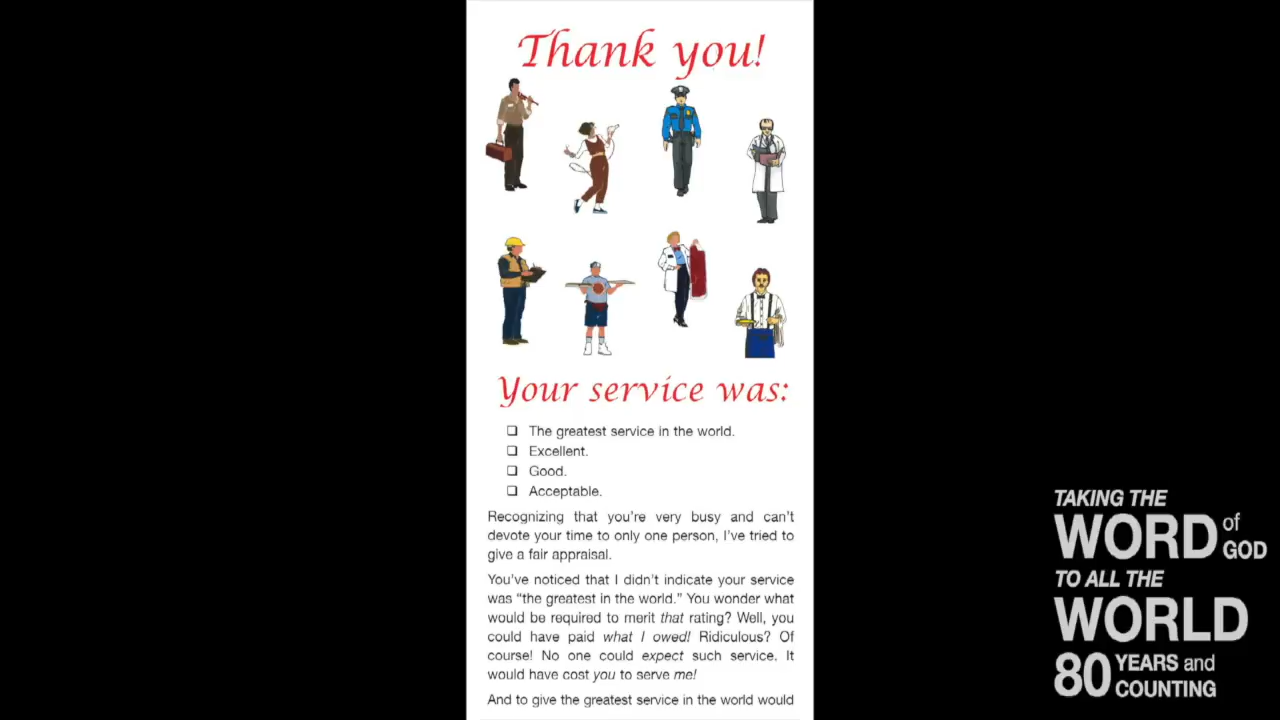 Thank you!
Your service was:
❑ The greatest service in the world.
❑ Excellent.
❑ Good.
❑ Acceptable.
Recognizing that you're very busy and can't
devote your time to only one person, I've tried to
give a fair appraisal.
You've noticed that I didn't indicate your service
was “the greatest in the world.” You wonder what
would be required to merit that rating? Well, you
could have paid what I owed! Ridiculous? Of
course! No one could expect such service. It
would have cost you to serve me!
And to give the greatest service in the world would
TAKING THE
WORD of
GOD
TO ALL THE
WORLD
80 YEARS and
COUNTING